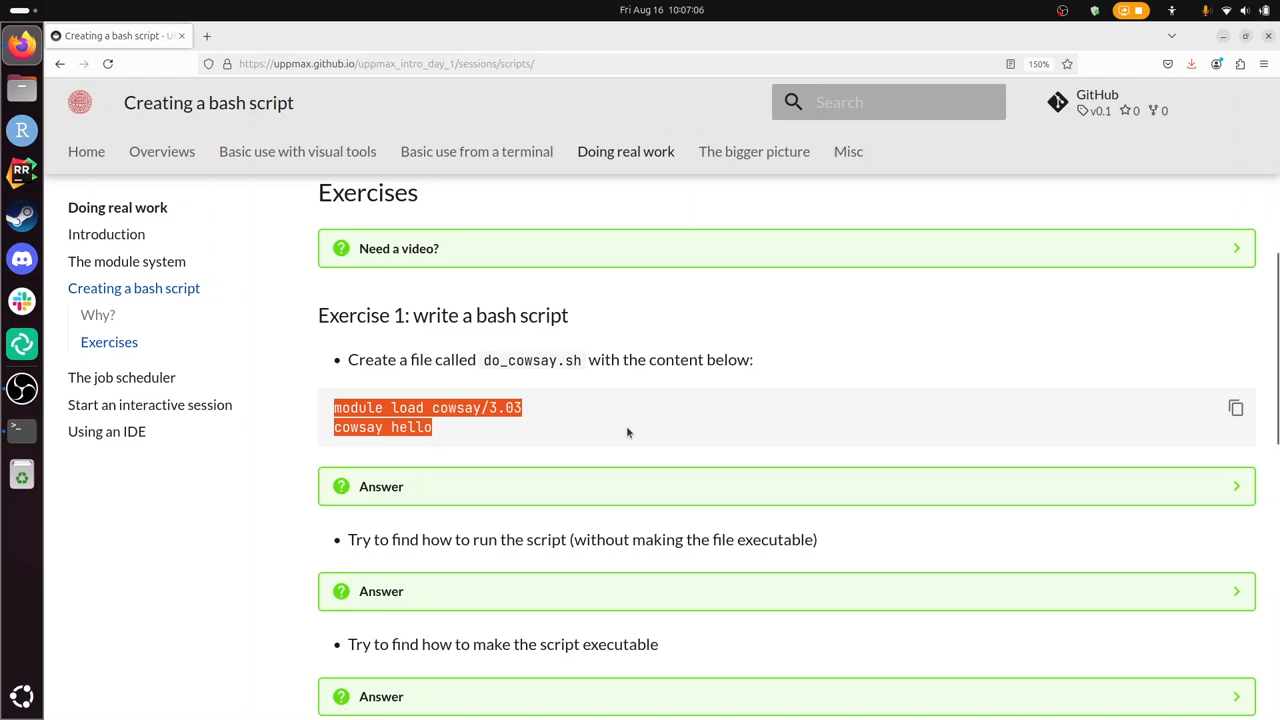 Fri Aug 16 10:07:06
Creating a bash script - U
https://uppmax.github.io/uppmax_intro_day_1/sessions/scripts/
150%
Creating a bash script
Search
GitHub
v0.1 0 0
Home Overviews Basic use with visual tools Basic use from a terminal Doing real work The bigger picture Misc
Doing real work
Introduction
The module system
Creating a bash script
Why?
Exercises
The job scheduler
Start an interactive session
Using an IDE
Exercises
Need a video?
Exercise 1: write a bash script
• Create a file called do_cowsay.sh with the content below:
module load cowsay/3.03
cowsay hello
Answer
• Try to find how to run the script (without making the file executable)
Answer
• Try to find how to make the script executable
Answer
R
RR